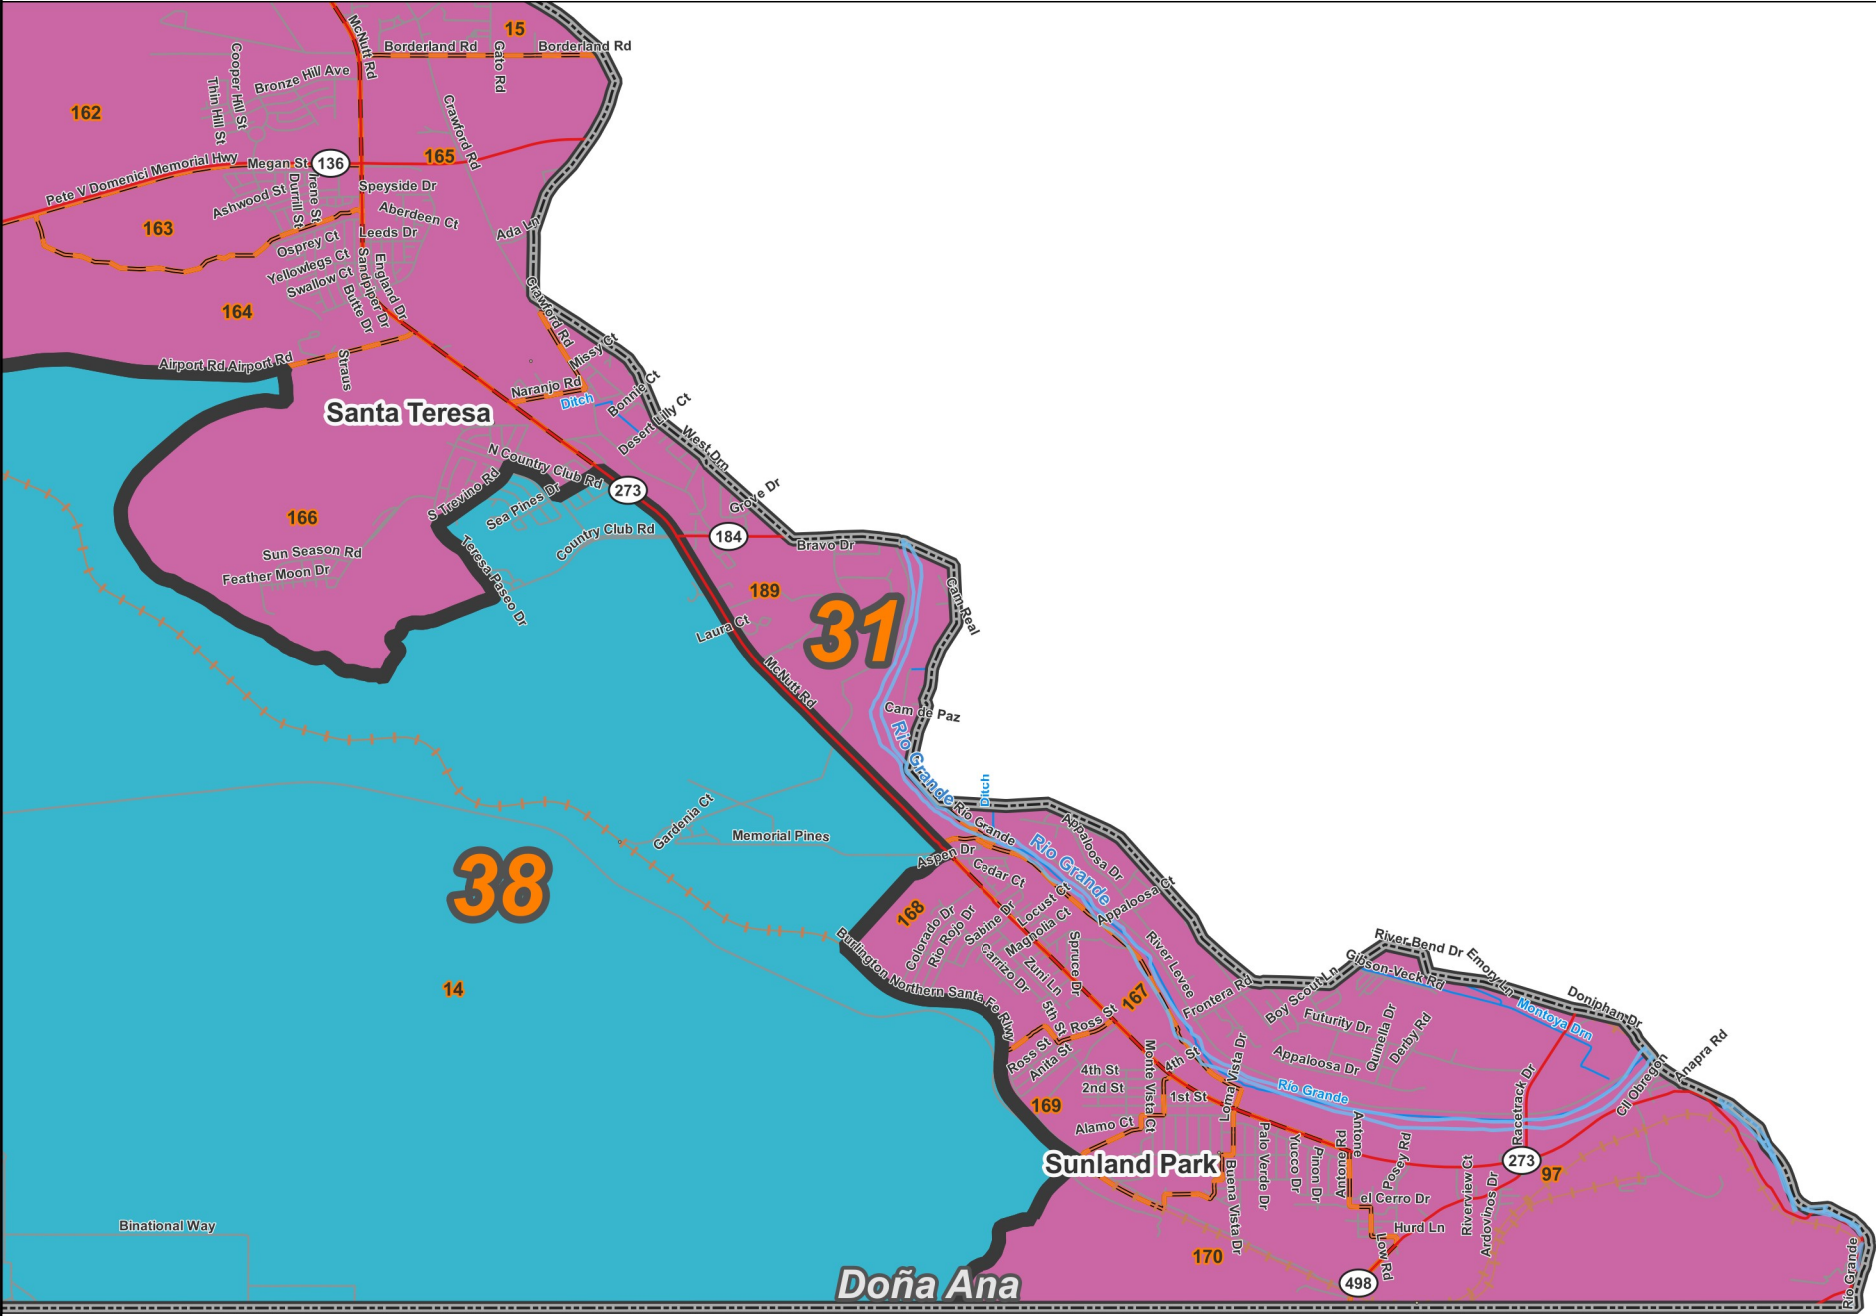 15
McNutt Rd
Borderland Rd
Gato Rd
Borderland Rd
Cooper Hill St
Thin Hill St
Bronze Hill Ave
162
Crawford Rd
Pete V Domenici Memorial Hwy
Megan St
136
165
Ashwood St
Durrill St
Irene St
Speyside Dr
Aberdeen Ct
163
Osprey Ct
Leeds Dr
Ada Ln
Yellowlegs Ct
Swallow Ct
Butte Dr
Sandpiper Dr
England Dr
164
Crawford Rd
Missy Ct
Airport Rd Airport Rd
Straus
Naranjo Rd
Ditch
Bonnie Ct
Santa Teresa
Desert Lilly Ct
West Drn
N Country Club Rd
S Trevino Rd
Sea Pines Dr
273
Grove Dr
166
Country Club Rd
184
Bravo Dr
Sun Season Rd
Feather Moon Dr
Teresa Paseo Dr
189
31
Cam Real
Laura Ct
McNutt Rd
Cam de Paz
Rio Grande
Ditch
Rio Grande
Gardenia Ct
Memorial Pines
Appaloosa Dr
Rio Grande
Aspen Dr
Cedar Ct
38
168
Locust Ct
Appaloosa Ct
Colorado Dr
Rio Rojo Dr
Sabine Dr
Magnolia Ct
Carrizo Dr
Zuni Ln
Spruce Dr
River Levee
Burlington Northern Santa Fe Rlwy
River Bend Dr
Gibson-Veck Rd
Emory Ln
14
167
Frontera Rd
Boy Scout Ln
Doniphan Dr
Montoya Drn
5th St
Ross St
Futurity Dr
Quinella Dr
Derby Rd
Ross St
Anita St
Monte Vista Ct
4th St
Loma Vista Dr
Appaloosa Dr
Anapra Rd
4th St
2nd St
1st St
Rio Grande
Racetrack Dr
Cll Obregon
169
Alamo Ct
Antone
Sunland Park
Buena Vista Dr
Palo Verde Dr
Yucco Dr
Pinon Dr
Antone Rd
Posey Rd
273
97
Riverview Ct
Ardovinos Dr
el Cerro Dr
Hurd Ln
Binational Way
170
Low Rd
498
Rio Grande
Doña Ana